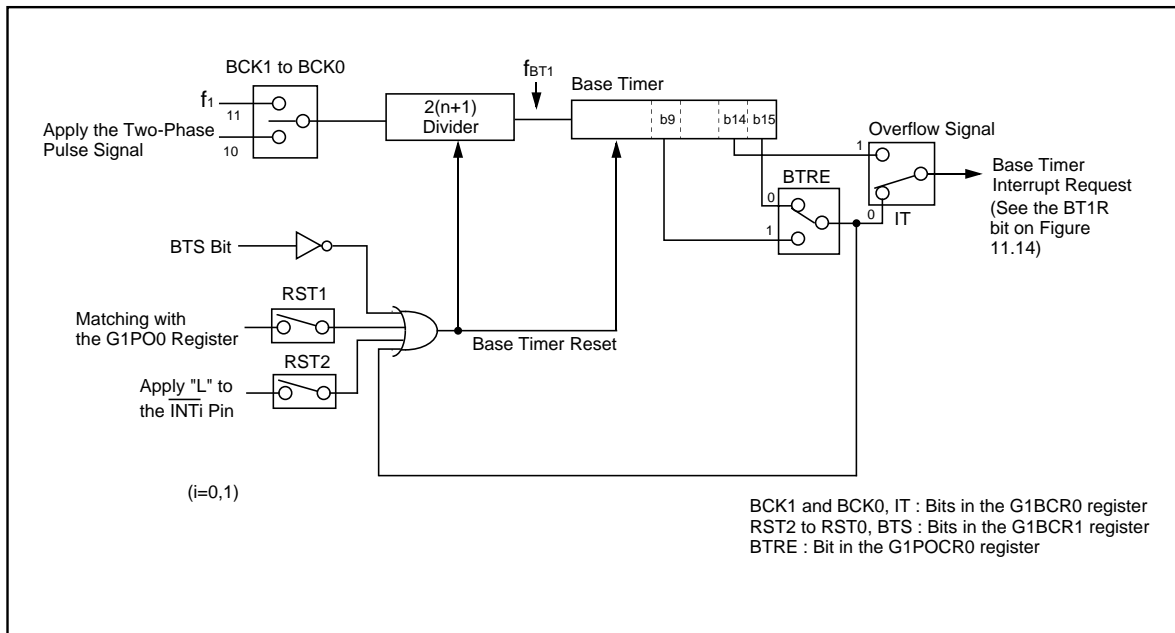 BCK1 to BCK0
f1
11
Apply the Two-Phase
Pulse Signal
10
2(n+1)
Divider
fBT1
Base Timer
b9
b14
b15
Overflow Signal
1
Base Timer
Interrupt Request
(See the BT1R
bit on Figure
11.14)
BTRE
0
1
0
IT
BTS Bit
RST1
Matching with
the G1PO0 Register
RST2
Apply "L" to
the INTi Pin
Base Timer Reset
(i=0,1)
BCK1 and BCK0, IT : Bits in the G1BCR0 register
RST2 to RST0, BTS : Bits in the G1BCR1 register
BTRE : Bit in the G1POCR0 register